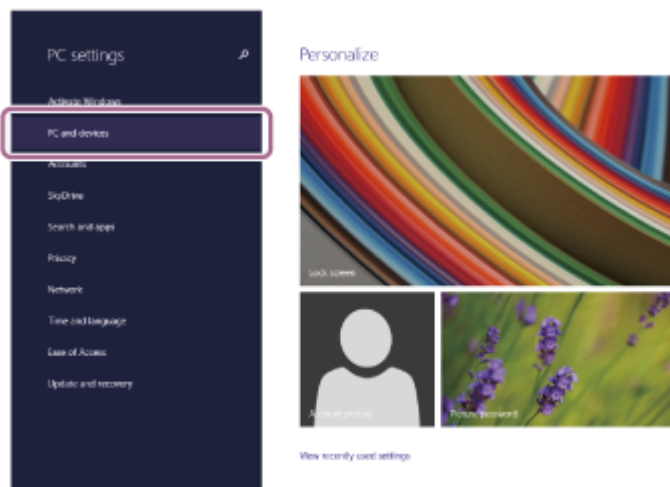 PC settings
Activate Windows
PC and devices
Accounts
SkyDrive
Search and apps
Privacy
Network
Time and language
Ease of Access
Update and recovery
Personalize
Lock screen
Account picture
Picture password
View recently used settings